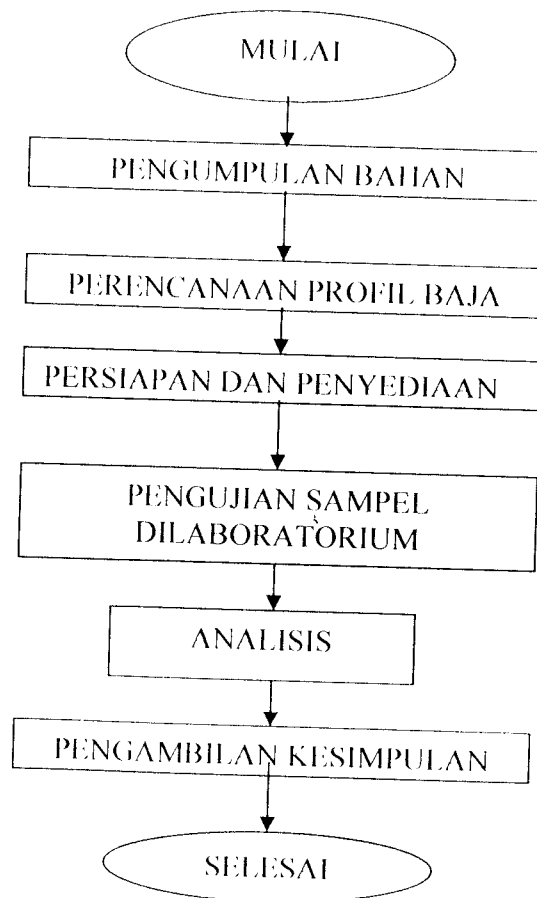 MULAI
PENGUMPULAN BAHAN
PERENCANAAN PROFIL BAJA
PERSIAPAN DAN PENYEDIAAN
PENGUJIAN SAMPEL
DILABORATORIUM
ANALISIS
PENGAMBILAN KESIMPULAN
SELESAI